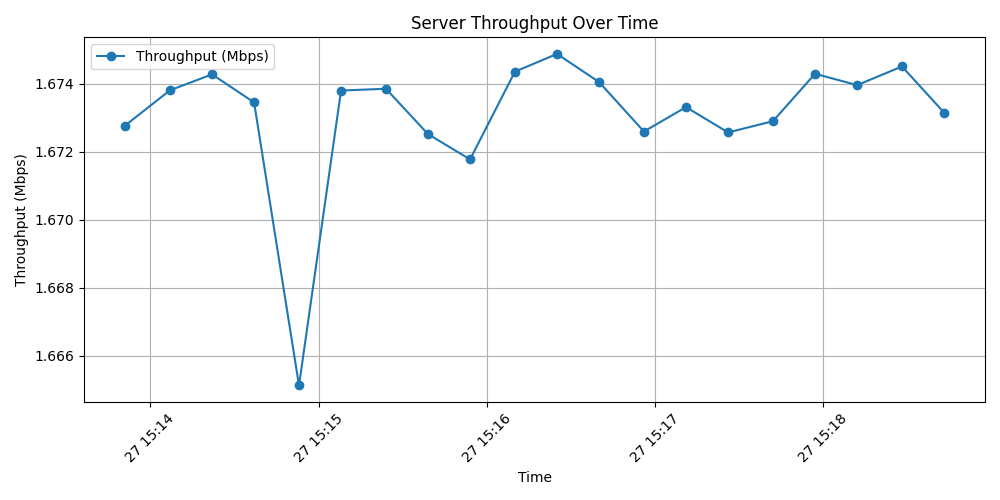 Server Throughput Over Time
Throughput (Mbps)
Throughput (Mbps)
1.674
1.672
1.670
1.668
1.666
27 15:14
27 15:15
27 15:16
27 15:17
27 15:18
Time